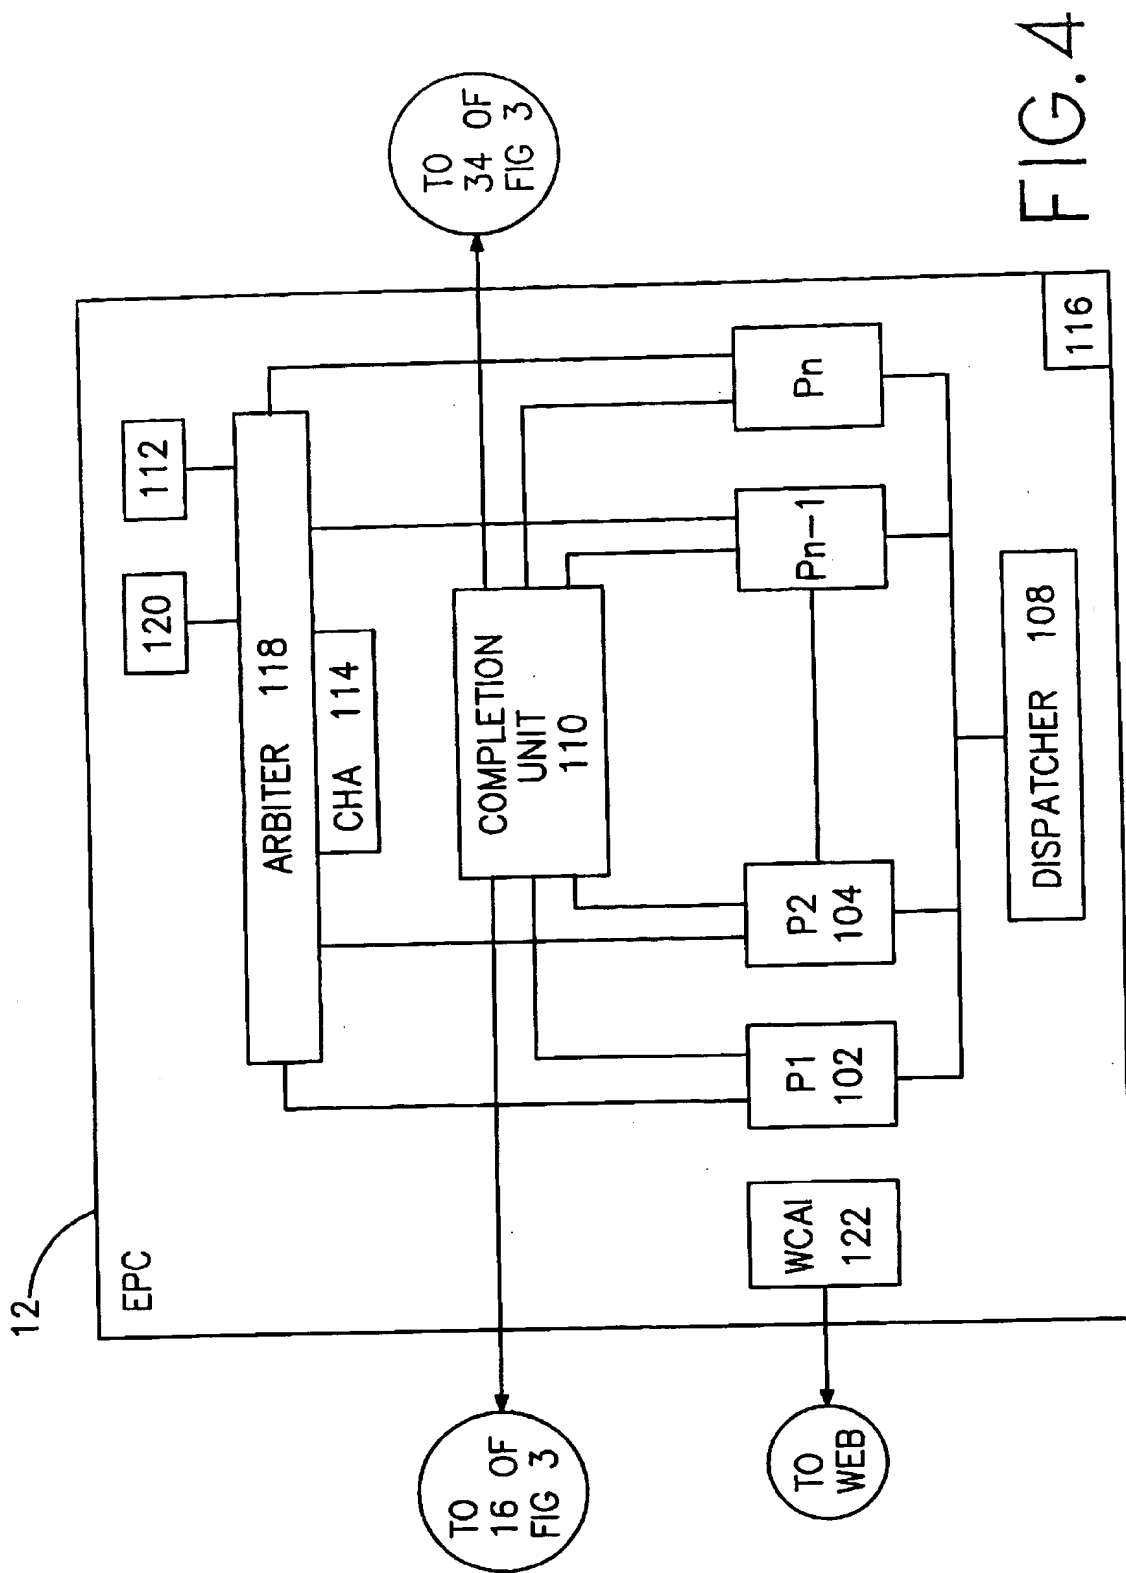 12
EPC
120
112
ARBITER 118
CHA 114
TO
34 OF
FIG 3
COMPLETION
UNIT
110
TO
16 OF
FIG 3
WCAI
122
TO
WEB
P1
102
P2
104
Pn-1
Pn
DISPATCHER 108
116
FIG.4